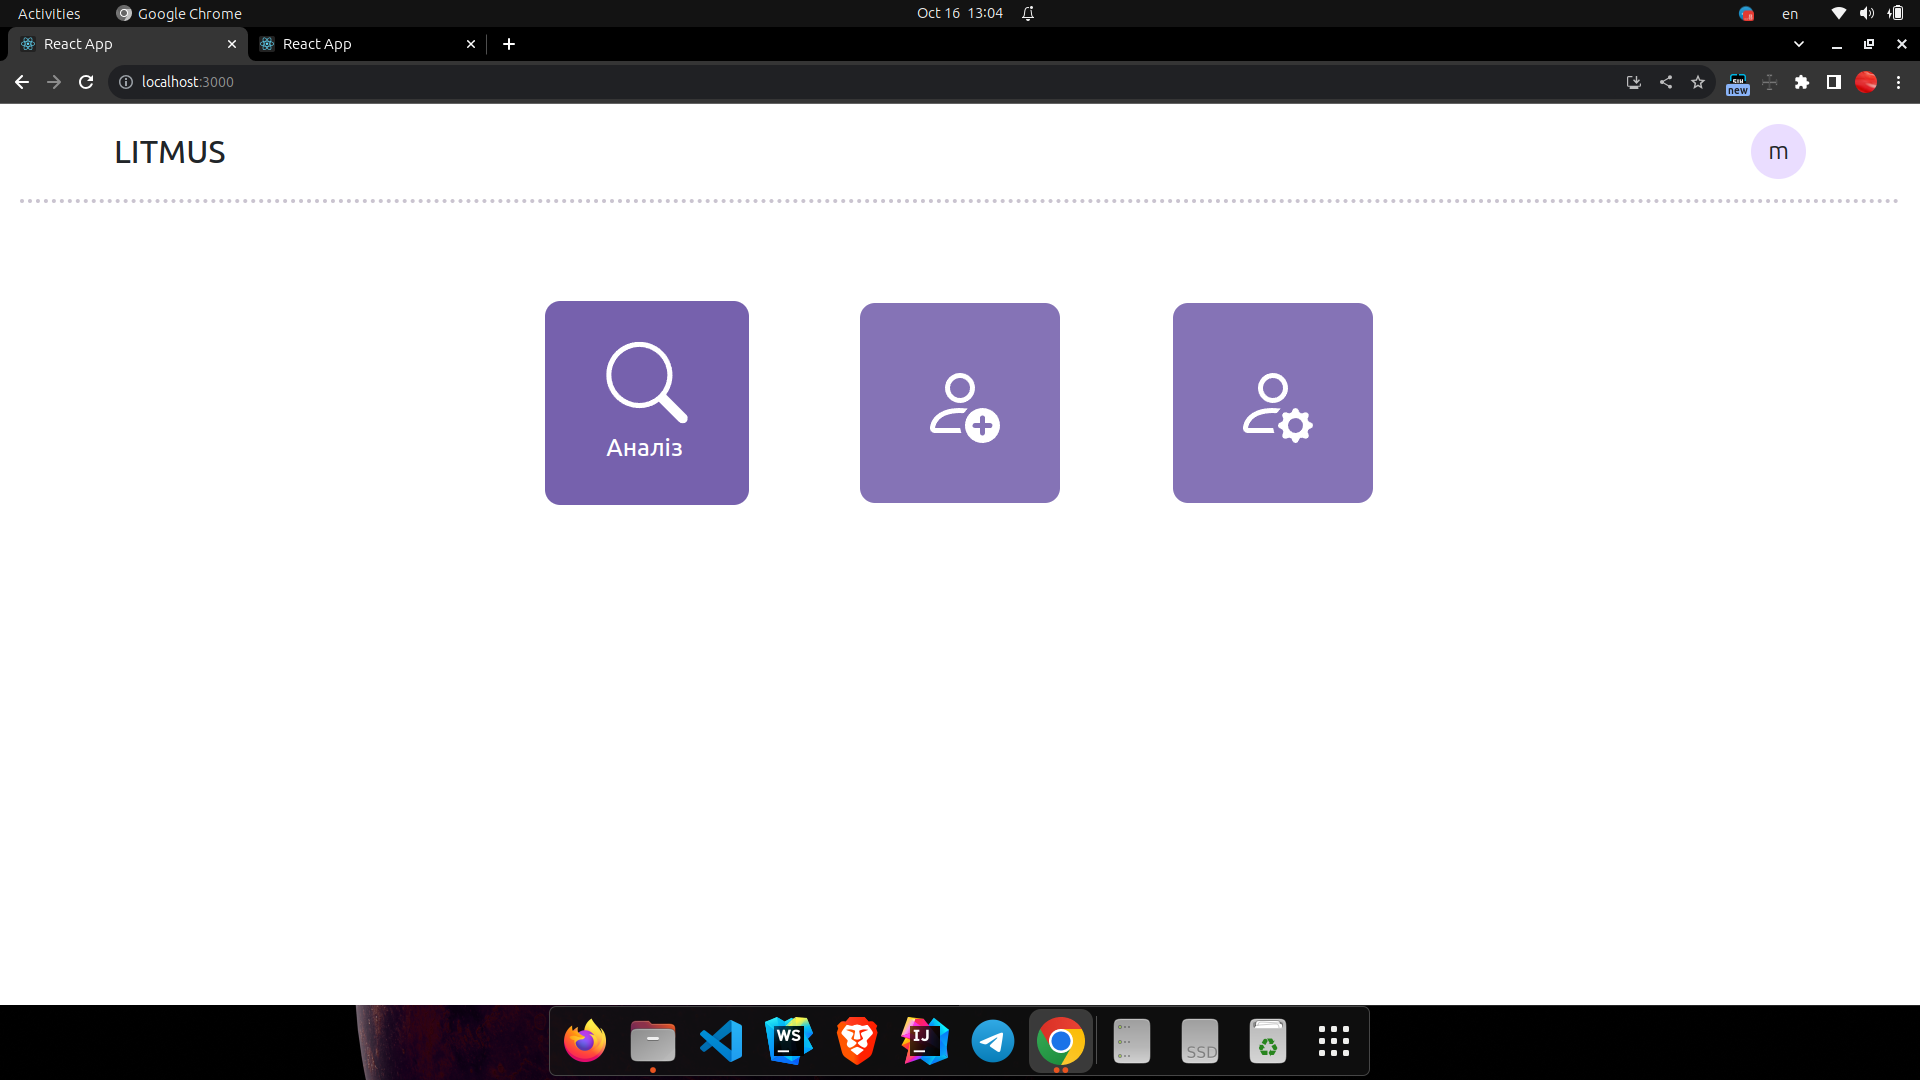 Activities Google Chrome Oct 16 13:04 en
React App React App
localhost:3000 new
LITMUS m
Аналіз
WS IJ SSD